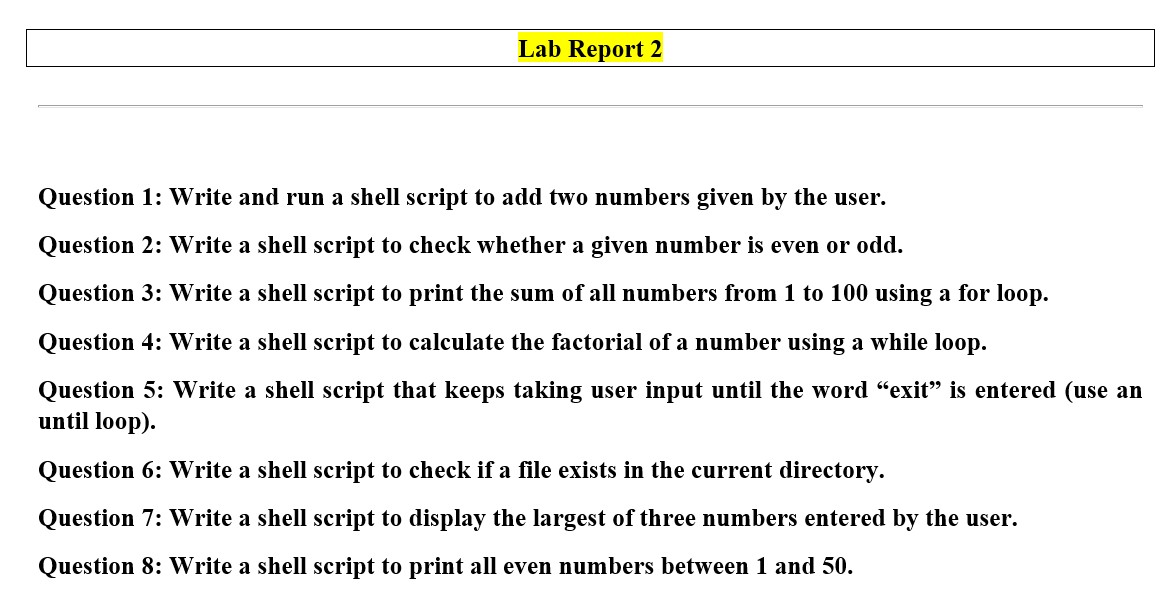 Lab Report 2
Question 1: Write and run a shell script to add two numbers given by the user.
Question 2: Write a shell script to check whether a given number is even or odd.
Question 3: Write a shell script to print the sum of all numbers from 1 to 100 using a for loop.
Question 4: Write a shell script to calculate the factorial of a number using a while loop.
Question 5: Write a shell script that keeps taking user input until the word “exit” is entered (use an
until loop).
Question 6: Write a shell script to check if a file exists in the current directory.
Question 7: Write a shell script to display the largest of three numbers entered by the user.
Question 8: Write a shell script to print all even numbers between 1 and 50.